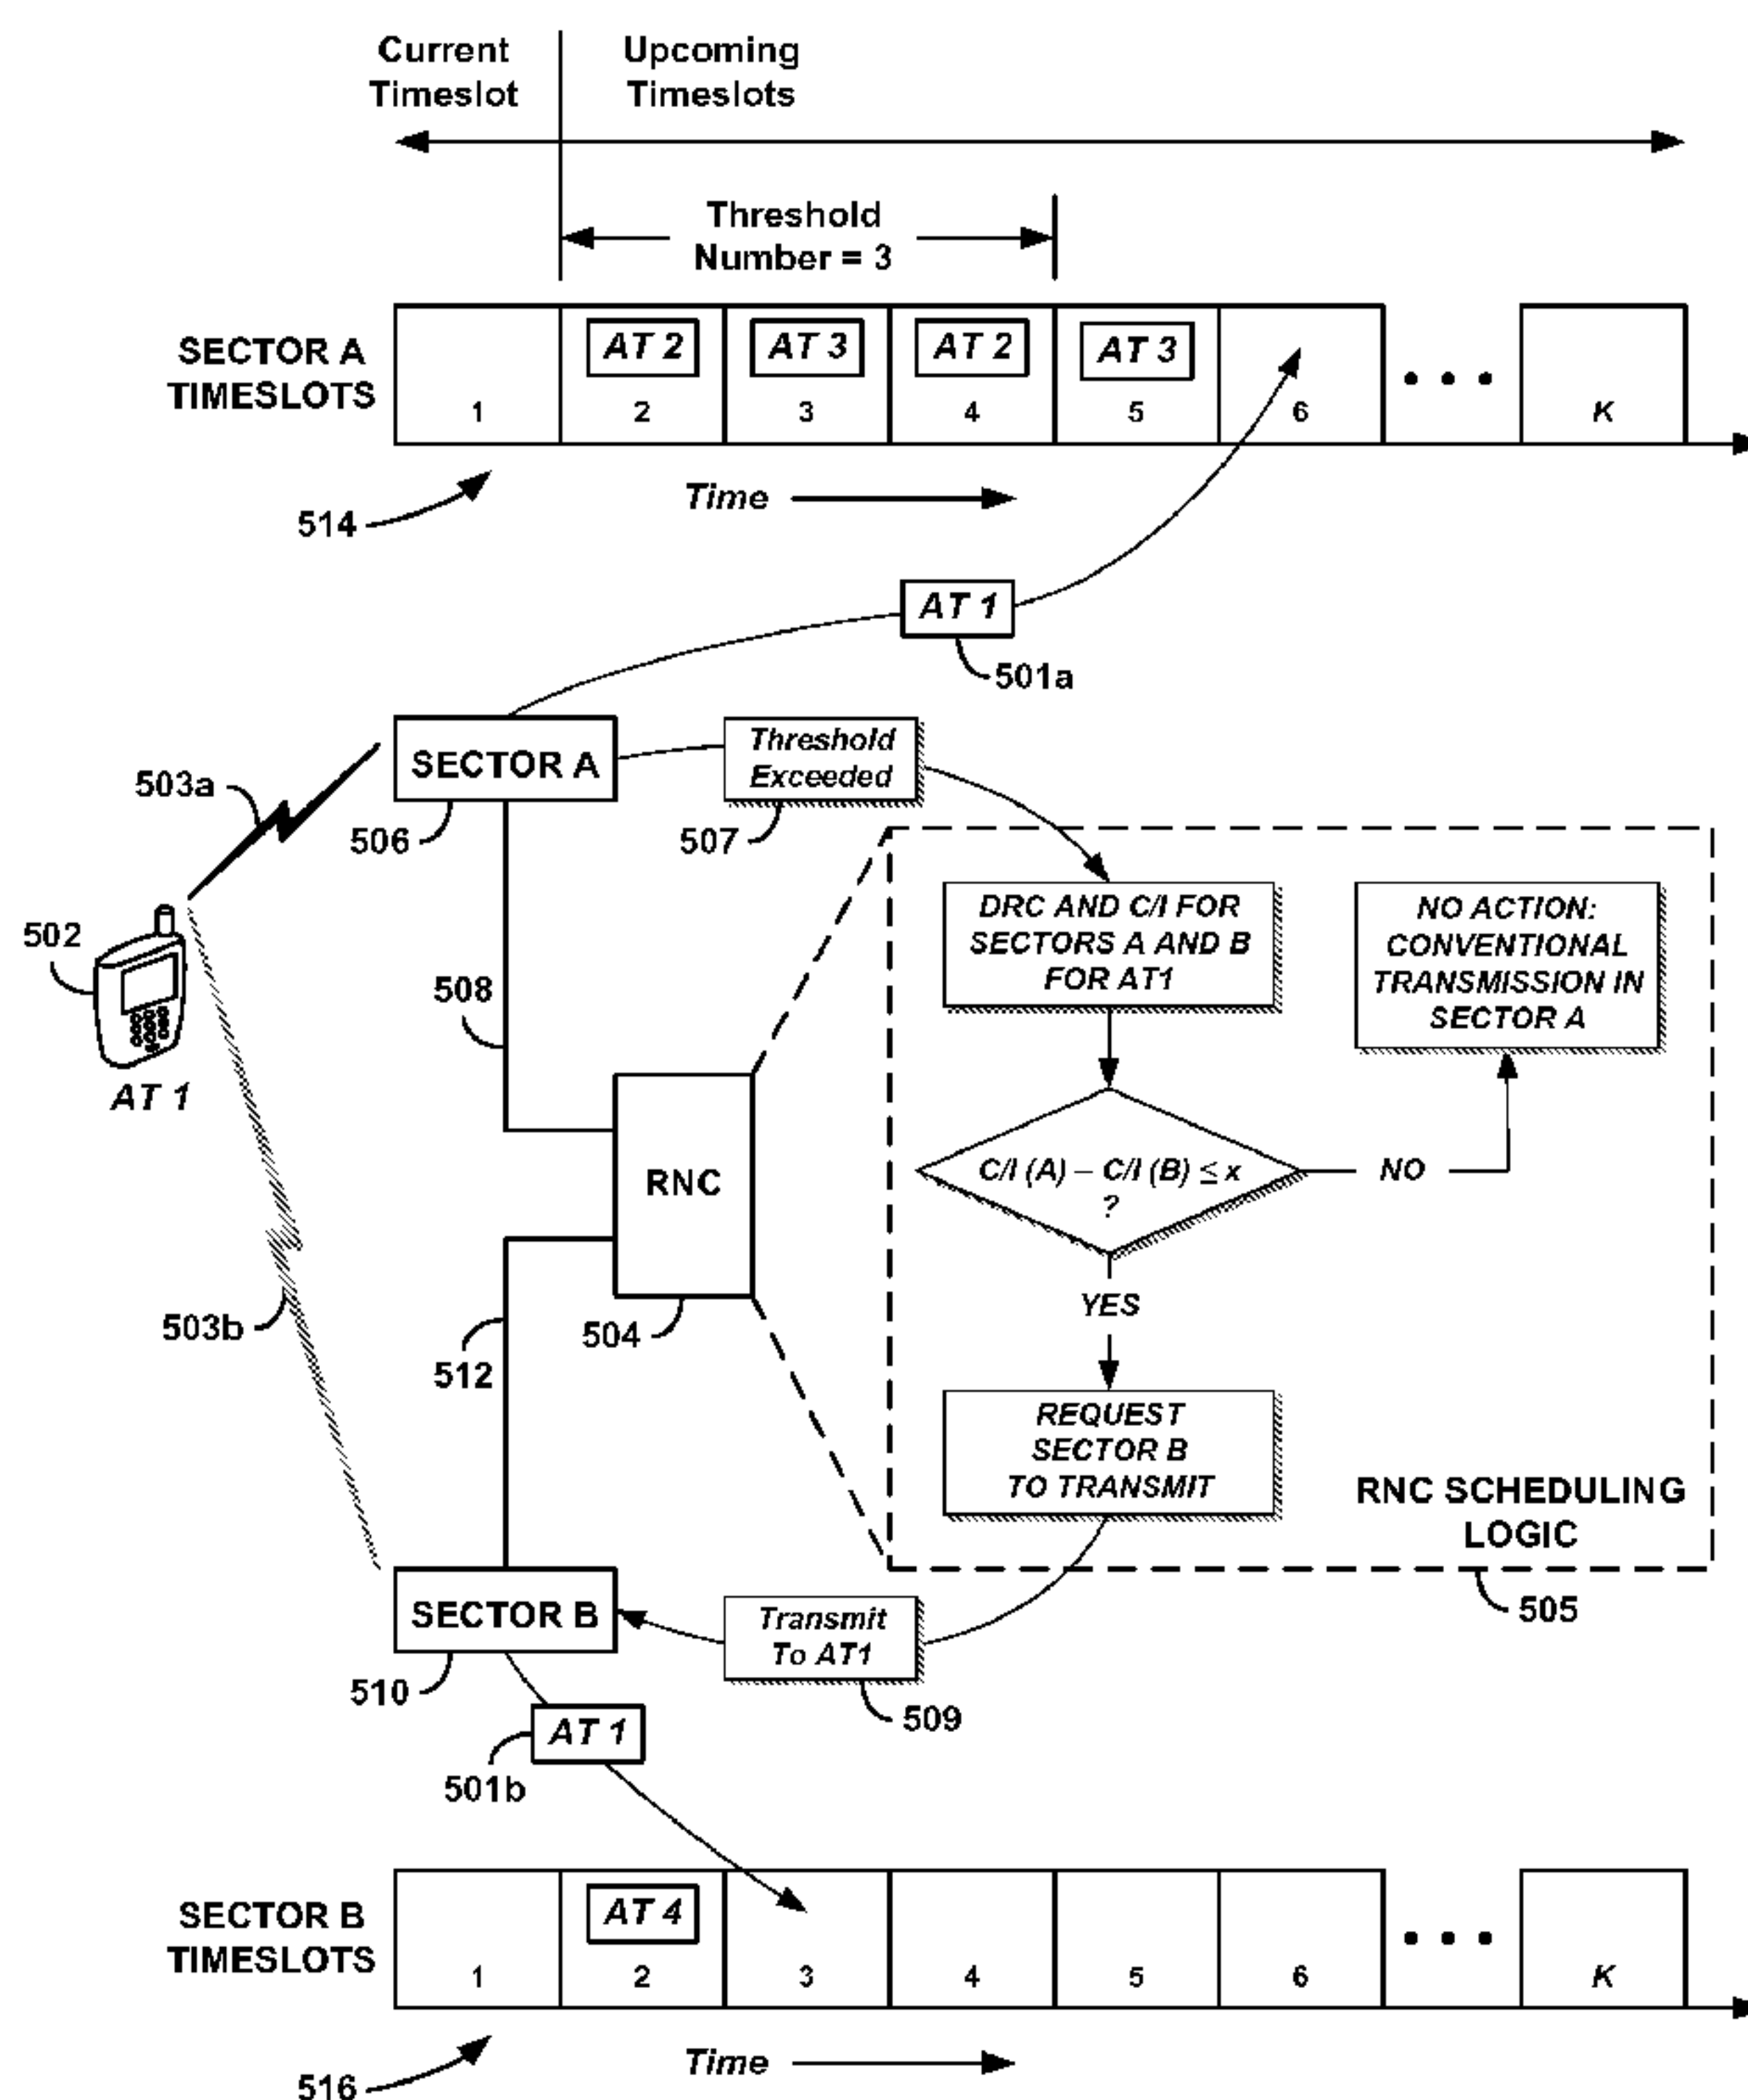 Current
Timeslot
Upcoming
Timeslots
Threshold
Number = 3
SECTOR A
TIMESLOTS
AT 2
AT 3
AT 2
AT 3
1
2
3
4
5
6
• • •
K
514
Time
AT 1
501a
503a
SECTOR A
506
Threshold
Exceeded
507
502
AT 1
508
DRC AND C/I FOR
SECTORS A AND B
FOR AT1
NO ACTION:
CONVENTIONAL
TRANSMISSION IN
SECTOR A
RNC
504
C/I (A) – C/I (B) ≤ x
?
NO
YES
503b
512
REQUEST
SECTOR B
TO TRANSMIT
RNC SCHEDULING
LOGIC
505
SECTOR B
510
Transmit
To AT1
509
AT 1
501b
SECTOR B
TIMESLOTS
AT 4
1
2
3
4
5
6
• • •
K
516
Time